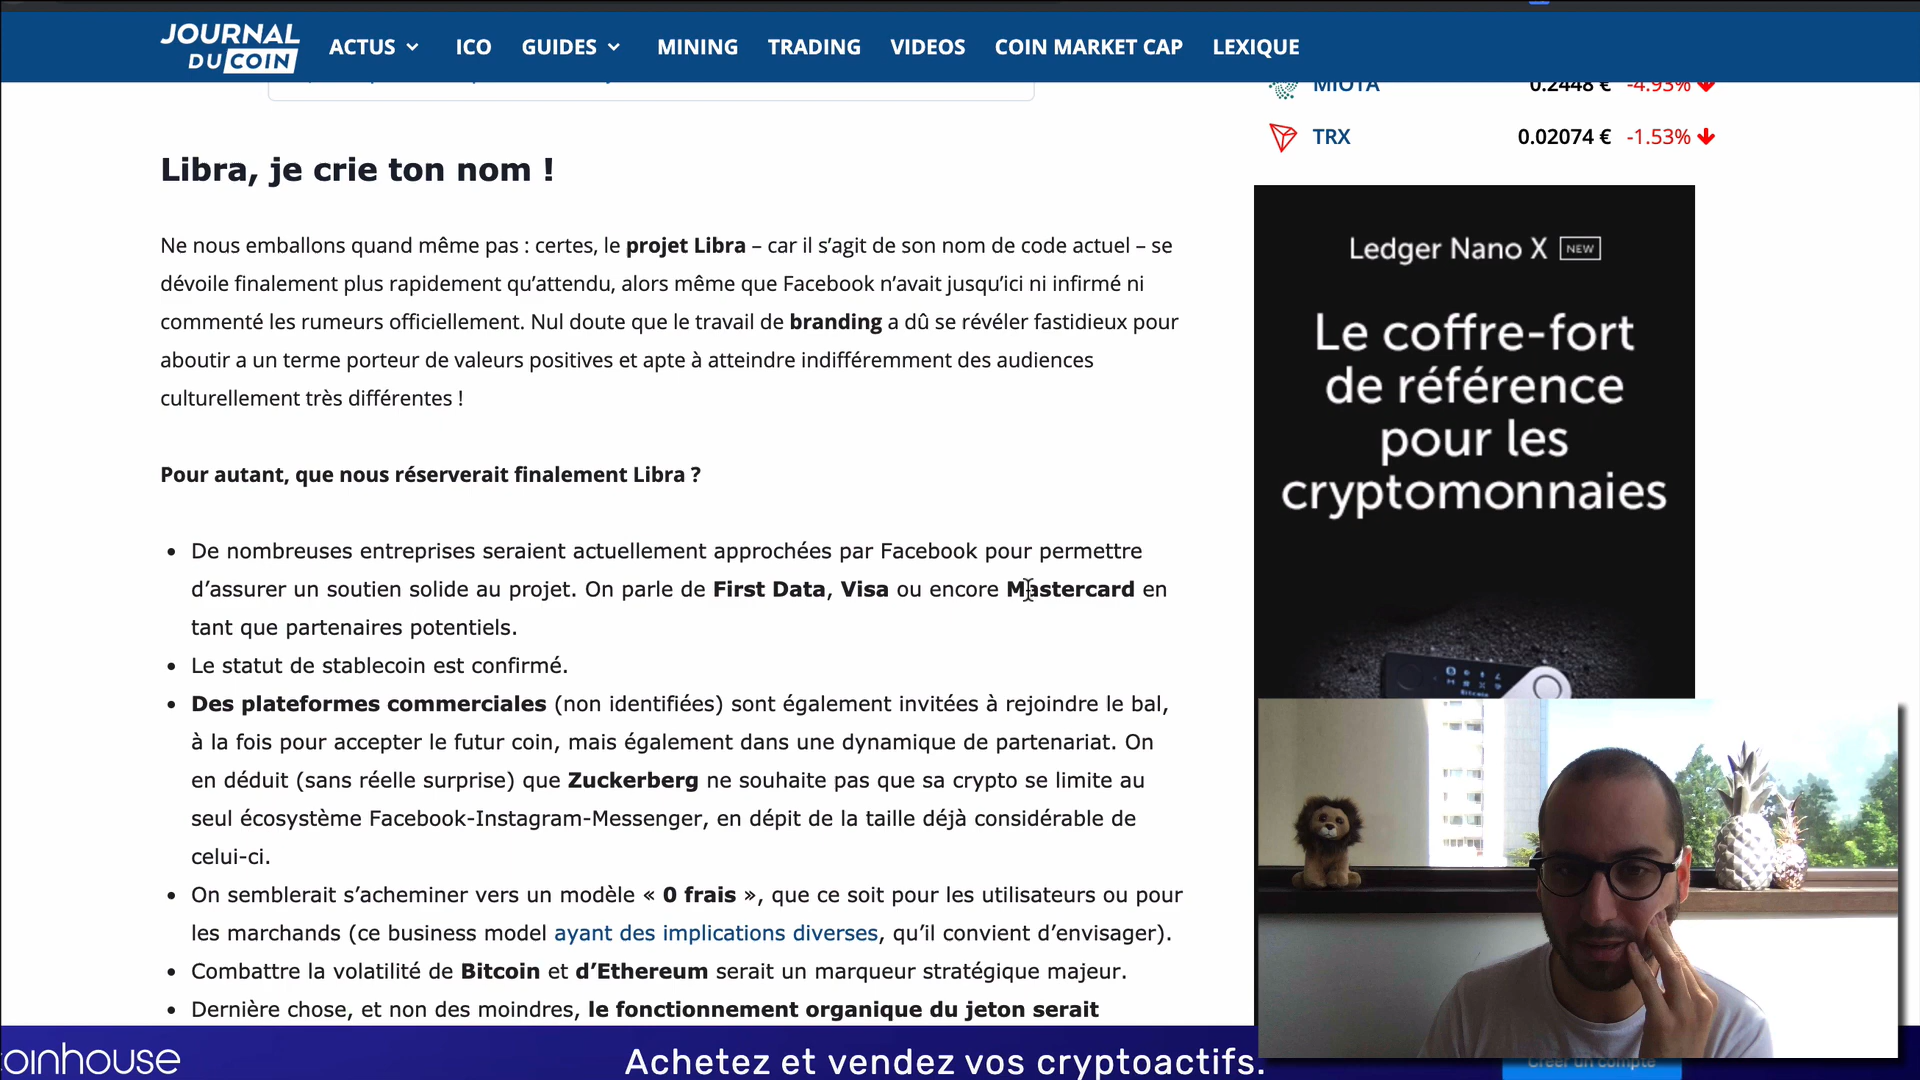 JOURNAL
DU COIN
ACTUS
ICO
GUIDES
MINING
TRADING
VIDEOS
COIN MARKET CAP
LEXIQUE
MIOTA 0.2448 € -4.93%
TRX 0.02074 € -1.53%
Libra, je crie ton nom !
Ne nous emballons quand même pas : certes, le projet Libra – car il s’agit de son nom de code actuel – se
dévoile finalement plus rapidement qu’attendu, alors même que Facebook n’avait jusqu’ici ni infirmé ni
commenté les rumeurs officiellement. Nul doute que le travail de branding a dû se révéler fastidieux pour
aboutir a un terme porteur de valeurs positives et apte à atteindre indifféremment des audiences
culturellement très différentes !
Pour autant, que nous réserverait finalement Libra ?
• De nombreuses entreprises seraient actuellement approchées par Facebook pour permettre
d’assurer un soutien solide au projet. On parle de First Data, Visa ou encore Mastercard en
tant que partenaires potentiels.
• Le statut de stablecoin est confirmé.
• Des plateformes commerciales (non identifiées) sont également invitées à rejoindre le bal,
à la fois pour accepter le futur coin, mais également dans une dynamique de partenariat. On
en déduit (sans réelle surprise) que Zuckerberg ne souhaite pas que sa crypto se limite au
seul écosystème Facebook-Instagram-Messenger, en dépit de la taille déjà considérable de
celui-ci.
• On semblerait s’acheminer vers un modèle « 0 frais », que ce soit pour les utilisateurs ou pour
les marchands (ce business model ayant des implications diverses, qu’il convient d’envisager).
• Combattre la volatilité de Bitcoin et d’Ethereum serait un marqueur stratégique majeur.
• Dernière chose, et non des moindres, le fonctionnement organique du jeton serait
Ledger Nano X NEW
Le coffre-fort
de référence
pour les
cryptomonnaies
Bitcoin
oinhouse
Achetez et vendez vos cryptoactifs.
Créer un compte